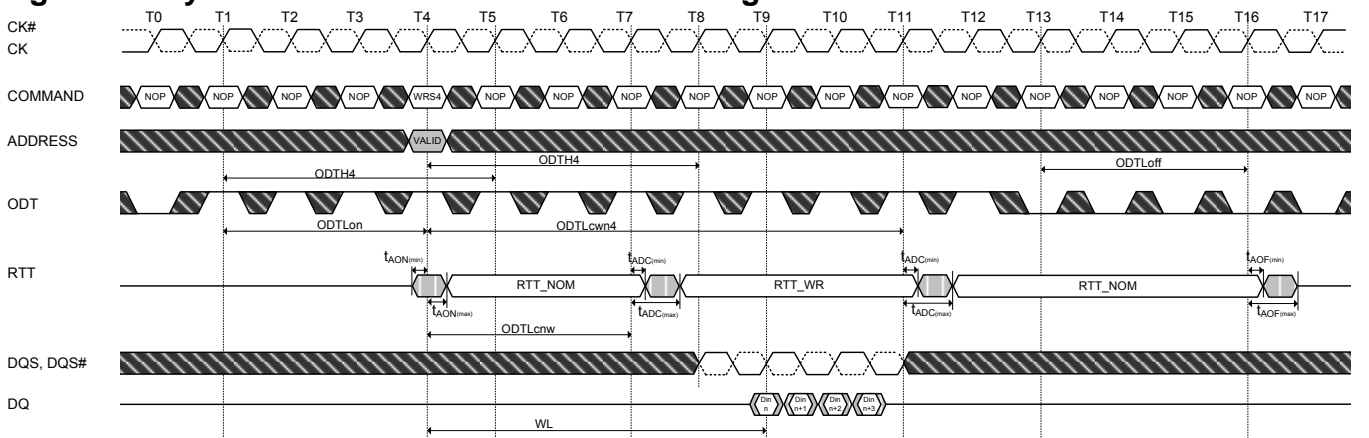 T0 T1 T2 T3 T4 T5 T6 T7 T8 T9 T10 T11 T12 T13 T14 T15 T16 T17
CK#
CK
COMMAND NOP NOP NOP NOP WRS4 NOP NOP NOP NOP NOP NOP NOP NOP NOP NOP NOP NOP NOP
ADDRESS VALID
ODTH4 ODTLoff
ODTH4
ODT
ODTLon ODTLcwn4
tAON(min) tADC(min) tADC(min) tAOF(min)
RTT RTT_NOM RTT_WR RTT_NOM
tAON(max) tADC(max) tADC(max) tAOF(max)
ODTLcnw
DQS, DQS#
DQ Din n Din n+1 Din n+2 Din n+3
WL